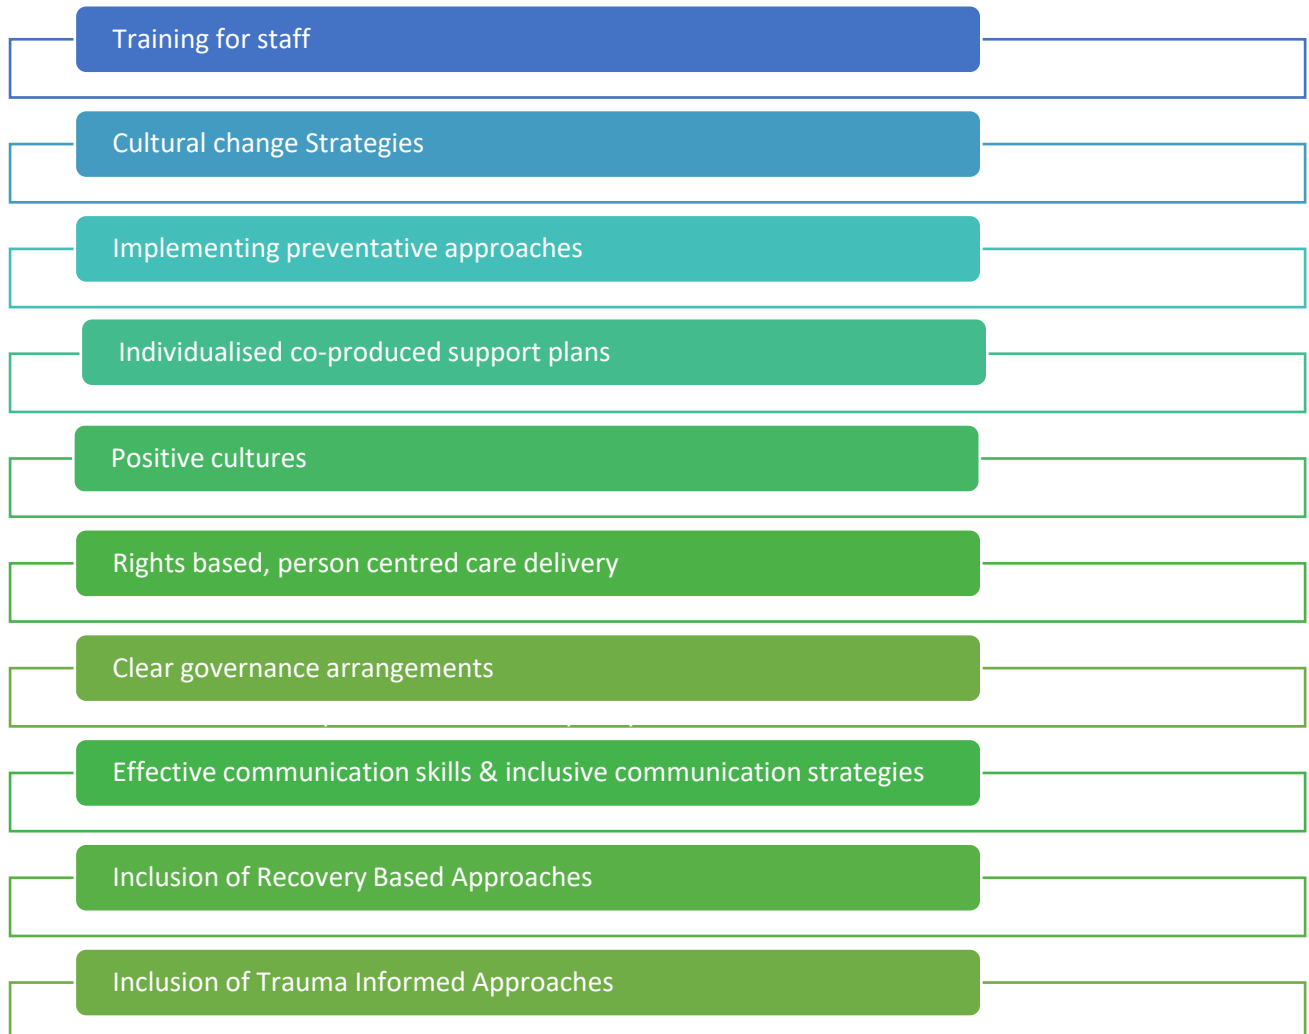 Training for staff
Cultural change Strategies
Implementing preventative approaches
Individualised co-produced support plans
Positive cultures
Rights based, person centred care delivery
Clear governance arrangements
Effective communication skills & inclusive communication strategies
Inclusion of Recovery Based Approaches
Inclusion of Trauma Informed Approaches